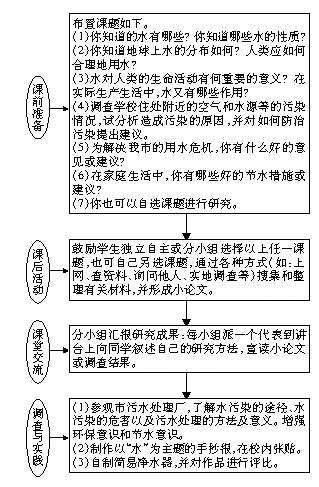 课前准备
布置课题如下。
(1)你知道的水有哪些？你知道哪些水的性质？
(2)你知道地球上水的分布如何？人类应如何
合理地用水？
(3)水对人类的生命活动有何重要的意义？在
实际生产生活中，水又有哪些作用？
(4)调查学校住处附近的空气和水源等的污染
情况，试分析造成污染的原因，并对如何防治
污染提出建议。
(5)为解决我市的用水危机，你有什么好的意
见或建议？
(6)在家庭生活中，你有哪些好的节水措施或
建议？
(7)你也可以自选课题进行研究。
课后活动
鼓励学生独立自主或分小组选择以上任一课
题，也可自己另选课题，通过各种方式（如：上
网、查资料、询问他人、实地调查等）搜集和整
理有关材料，并形成小论文。
课堂交流
分小组汇报研究成果：每小组派一个代表到讲
台上向同学叙述自己的研究方法，宣读小论文
或调查结果。
调查与实践
(1)参观市污水处理厂，了解水污染的途径、水
污染的危害以及污水处理的方法及意义。增强
环保意识和节水意识。
(2)制作以“水”为主题的手抄报，在校内张贴。
(3)自制简易净水器，并对作品进行评比。